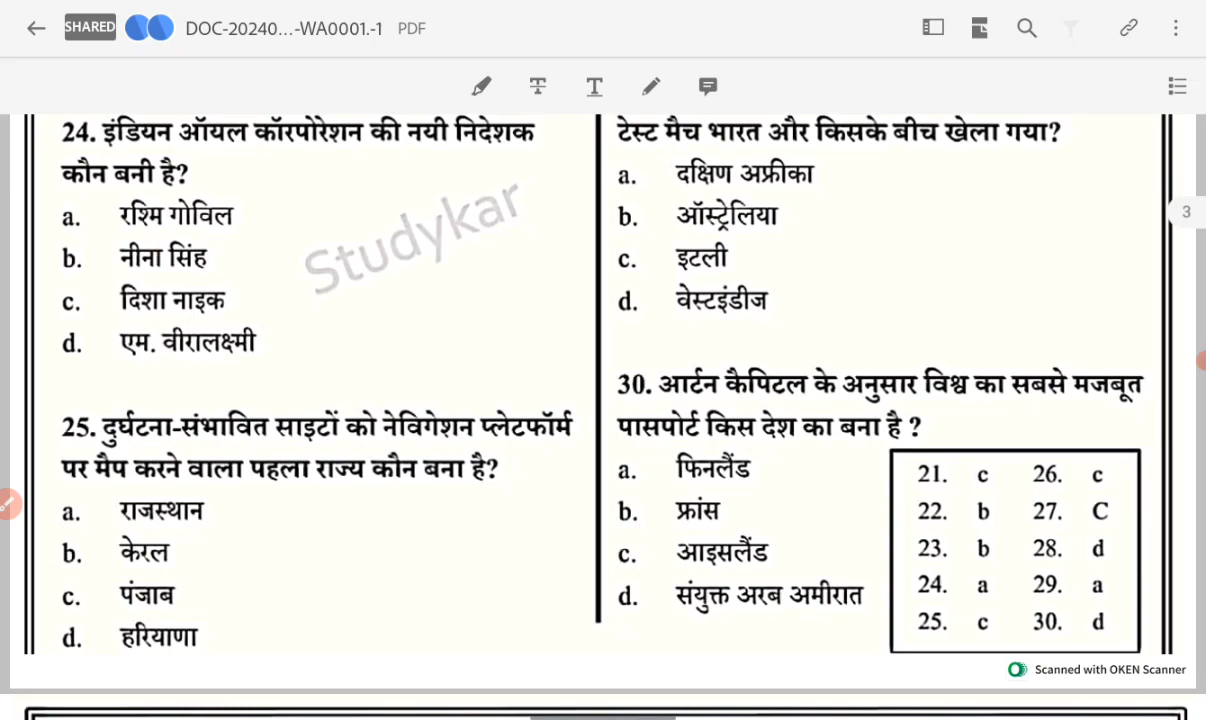 SHARED DOC-20240...-WA0001.-1 PDF
24. इंडियन ऑयल कॉरपोरेशन की नयी निदेशक
कौन बनी है?
a. रश्मि गोविल
b. नीना सिंह
c. दिशा नाइक
d. एम. वीरालक्ष्मी
Studykar
25. दुर्घटना-संभावित साइटों को नेविगेशन प्लेटफॉर्म
पर मैप करने वाला पहला राज्य कौन बना है?
a. राजस्थान
b. केरल
c. पंजाब
d. हरियाणा
टेस्ट मैच भारत और किसके बीच खेला गया?
a. दक्षिण अफ्रीका
b. ऑस्ट्रेलिया
c. इटली
d. वेस्टइंडीज
3
30. आर्टन कैपिटल के अनुसार विश्व का सबसे मजबूत
पासपोर्ट किस देश का बना है ?
a. फिनलैंड
b. फ्रांस
c. आइसलैंड
d. संयुक्त अरब अमीरात
21. c 26. c
22. b 27. C
23. b 28. d
24. a 29. a
25. c 30. d
Scanned with OKEN Scanner